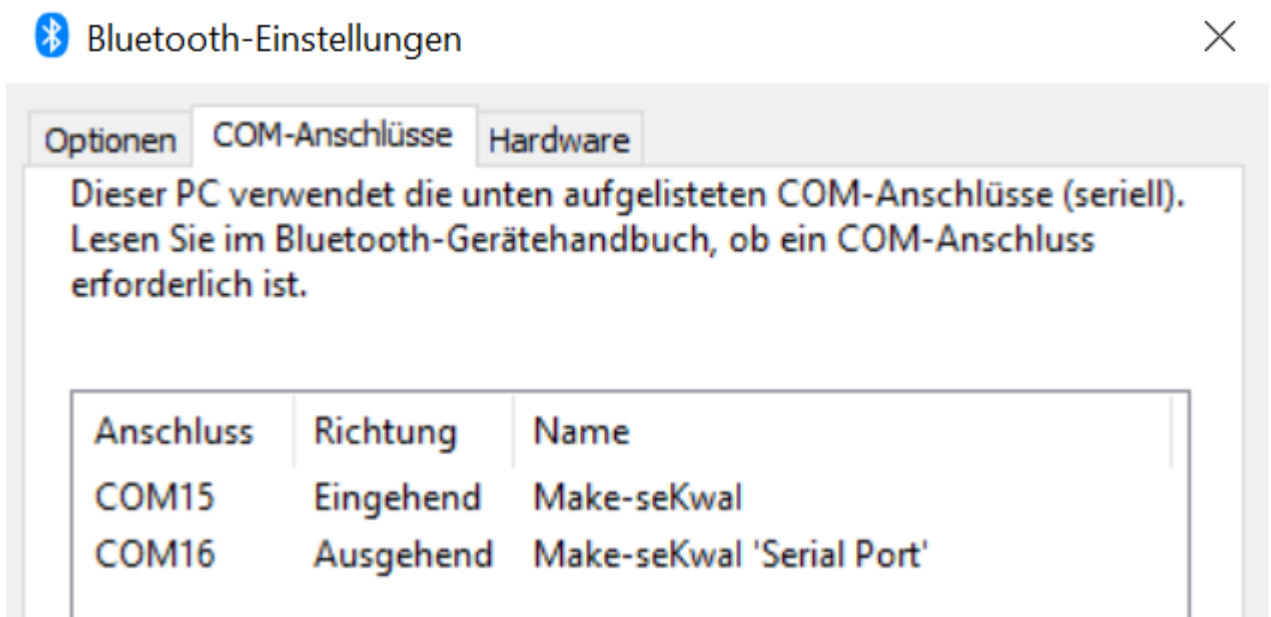 Bluetooth-Einstellungen
Optionen COM-Anschlüsse Hardware
Dieser PC verwendet die unten aufgelisteten COM-Anschlüsse (seriell).
Lesen Sie im Bluetooth-Gerätehandbuch, ob ein COM-Anschluss
erforderlich ist.
Anschluss Richtung Name
COM15 Eingehend Make-seKwal
COM16 Ausgehend Make-seKwal 'Serial Port'